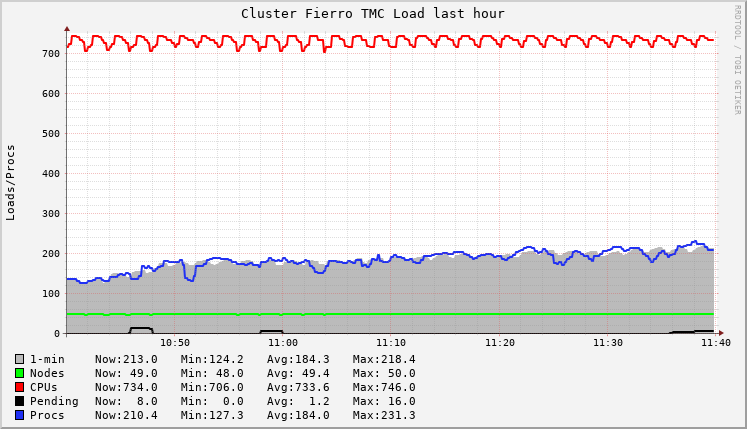 Cluster Fierro TMC Load last hour
RRDTOOL / TOBI OETIKER
Loads/Procs
700
600
500
400
300
200
100
0
10:50 11:00 11:10 11:20 11:30 11:40
1-min Now:213.0 Min:124.2 Avg:184.3 Max:218.4
Nodes Now: 49.0 Min: 48.0 Avg: 49.4 Max: 50.0
CPUs Now:734.0 Min:706.0 Avg:733.6 Max:746.0
Pending Now: 8.0 Min: 0.0 Avg: 1.2 Max: 16.0
Procs Now:210.4 Min:127.3 Avg:184.0 Max:231.3